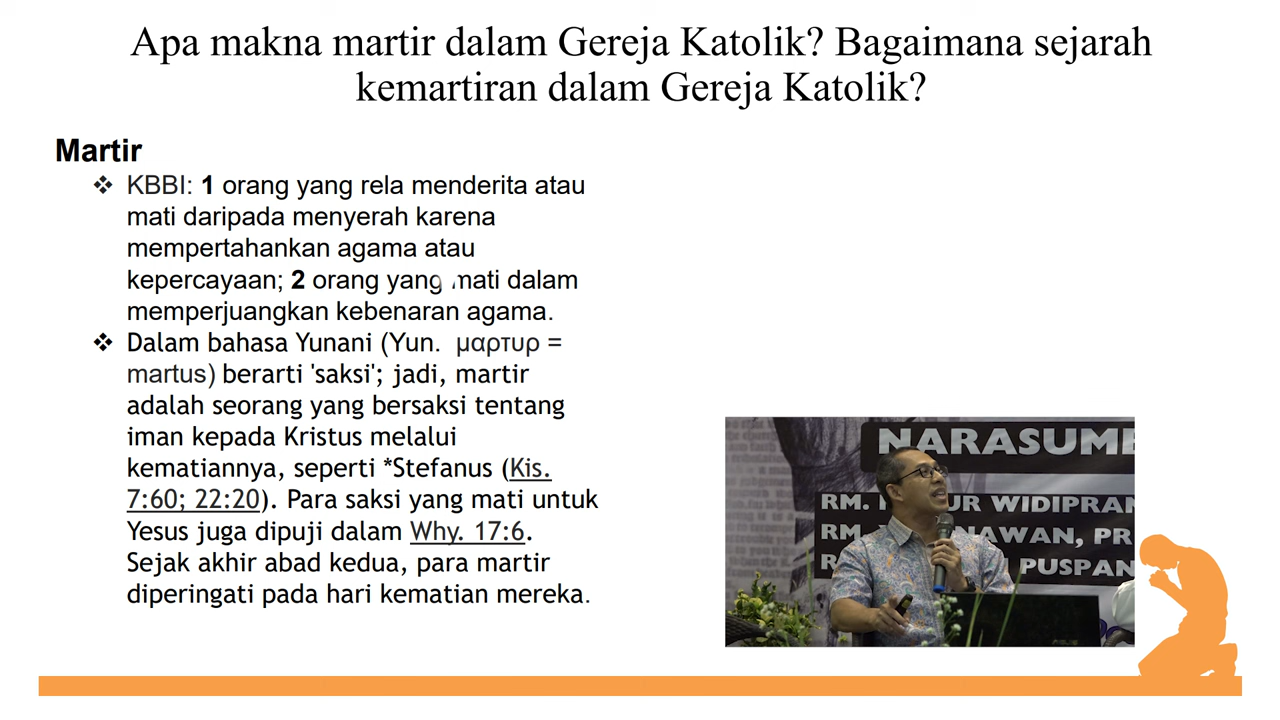 Apa makna martir dalam Gereja Katolik? Bagaimana sejarah
kemartiran dalam Gereja Katolik?
Martir
❖ KBBI: 1 orang yang rela menderita atau
mati daripada menyerah karena
mempertahankan agama atau
kepercayaan; 2 orang yang mati dalam
memperjuangkan kebenaran agama.
❖ Dalam bahasa Yunani (Yun. μαρτυρ =
martus) berarti 'saksi'; jadi, martir
adalah seorang yang bersaksi tentang
iman kepada Kristus melalui
kematiannya, seperti *Stefanus (Kis.
7:60; 22:20). Para saksi yang mati untuk
Yesus juga dipuji dalam Why. 17:6.
Sejak akhir abad kedua, para martir
diperingati pada hari kematian mereka.
NARASUMB
RM. UR WIDIPRAN
RM. AWAN, PR
R PUSPAN